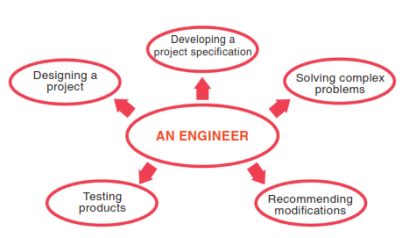 Developing a
project specification
Designing a
project
Solving complex
problems
AN ENGINEER
Testing
products
Recommending
modifications